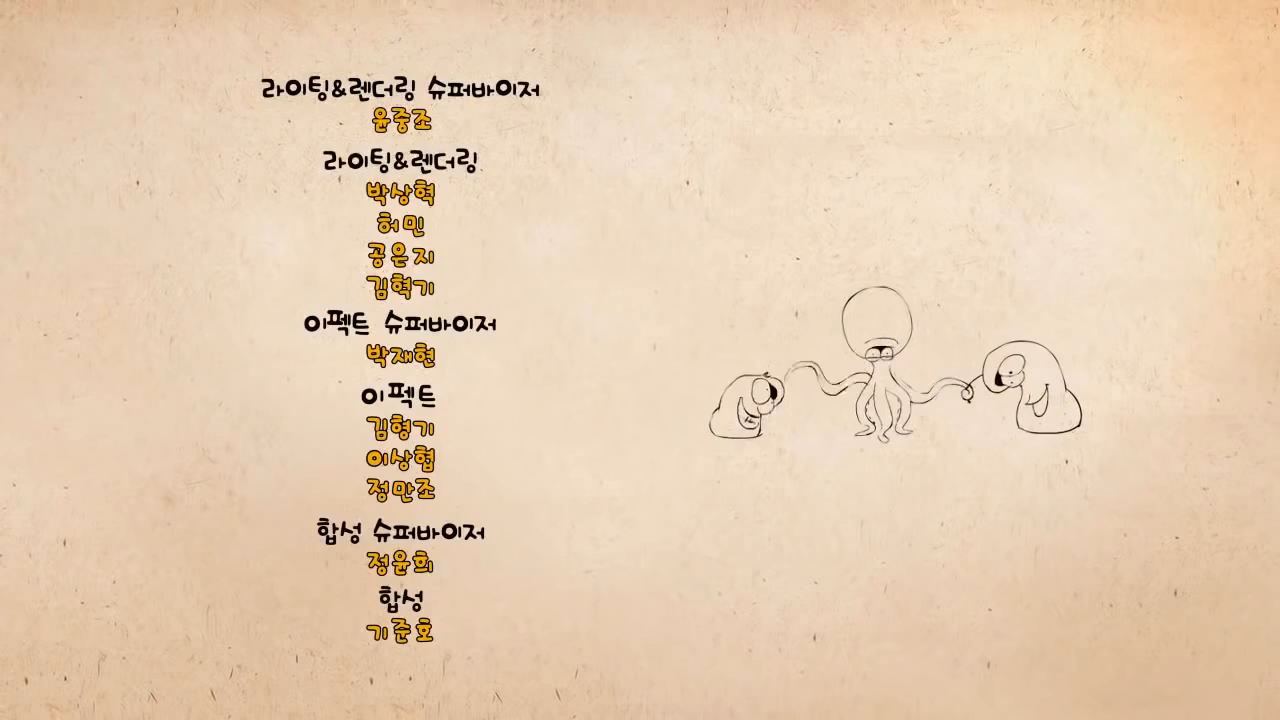 라이팅&렌더링 슈퍼바이저
윤중조
라이팅&렌더링
박상혁
허민
공은지
김혁기
이펙트 슈퍼바이저
박재현
이펙트
김형기
이상협
정만조
합성 슈퍼바이저
정윤희
합성
기준호